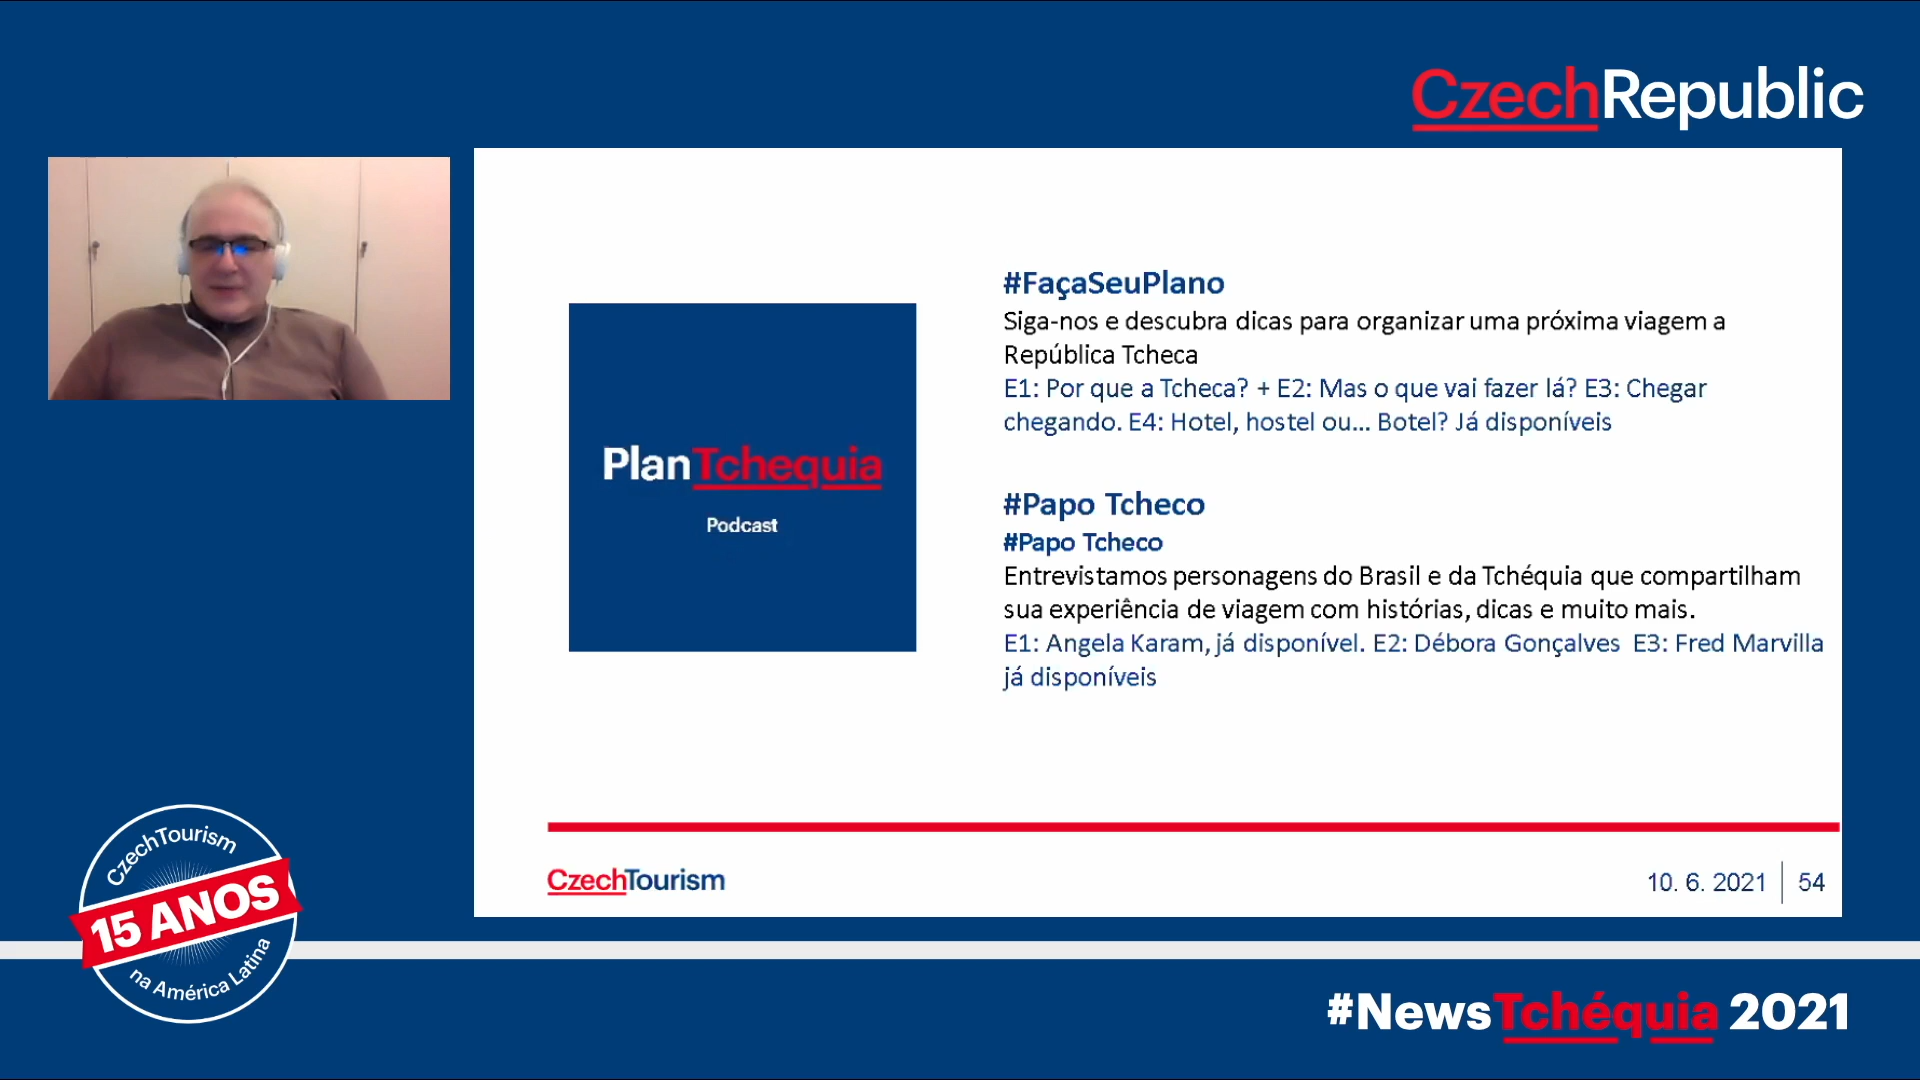 CzechRepublic
#FaçaSeuPlano
Siga-nos e descubra dicas para organizar uma próxima viagem a
República Tcheca
E1: Por que a Tcheca? + E2: Mas o que vai fazer lá? E3: Chegar
chegando. E4: Hotel, hostel ou... Botel? Já disponíveis
PlanTchequia
Podcast
#Papo Tcheco
#Papo Tcheco
Entrevistamos personagens do Brasil e da Tchéquia que compartilham
sua experiência de viagem com histórias, dicas e muito mais.
E1: Angela Karam, já disponível. E2: Débora Gonçalves E3: Fred Marvilla
já disponíveis
CzechTourism
10. 6. 2021 | 54
CzechTourism
15 ANOS
na América Latina
#NewsTchéquia 2021